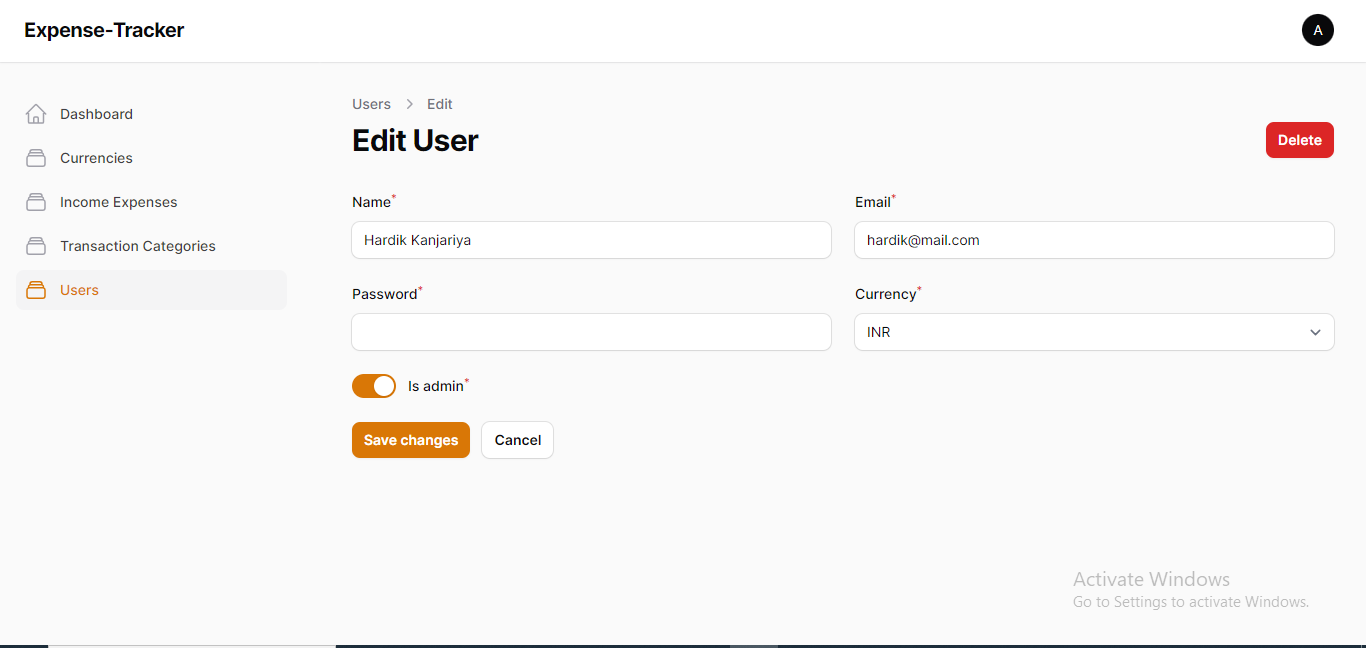 Expense-Tracker
A
Dashboard
Currencies
Income Expenses
Transaction Categories
Users
Users > Edit
Edit User
Delete
Name*
Hardik Kanjariya
Email*
hardik@mail.com
Password*
Currency*
INR
Is admin*
Save changes
Cancel
Activate Windows
Go to Settings to activate Windows.